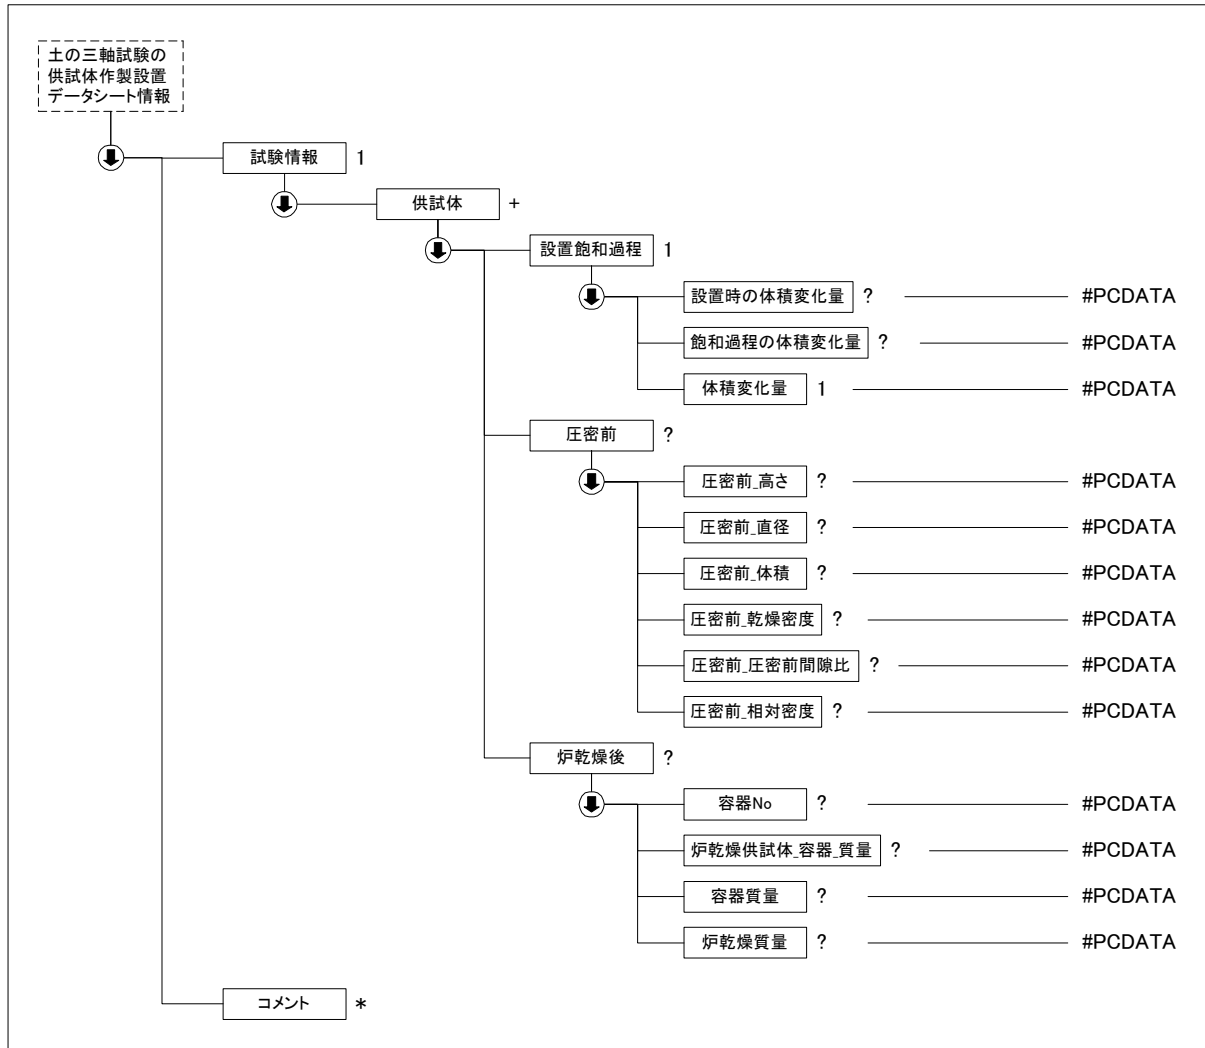 土の三軸試験の
供試体作製設置
データシート情報
試験情報 1
供試体 +
設置飽和過程 1
設置時の体積変化量 ? #PCDATA
飽和過程の体積変化量 ? #PCDATA
体積変化量 1 #PCDATA
圧密前 ?
圧密前_高さ ? #PCDATA
圧密前_直径 ? #PCDATA
圧密前_体積 ? #PCDATA
圧密前_乾燥密度 ? #PCDATA
圧密前_圧密前間隙比 ? #PCDATA
圧密前_相対密度 ? #PCDATA
炉乾燥後 ?
容器No ? #PCDATA
炉乾燥供試体_容器_質量 ? #PCDATA
容器質量 ? #PCDATA
炉乾燥質量 ? #PCDATA
コメント *